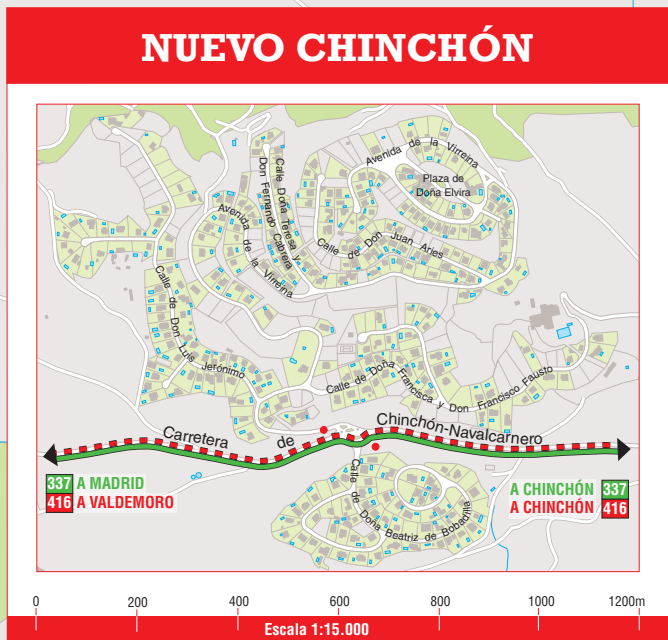 NUEVO CHINCHÓN
Avenida de la Virreina
Plaza de
Doña Elvira
Calle Doña Teresa y
Don Fernando Cabrera
Avenida de la Virreina
Calle de Don Juan Aries
Calle de Don Luis Jerónimo
Calle de Doña Francisca y Don Francisco Fausto
Carretera de Chinchón-Navalcarnero
337 A MADRID
416 A VALDEMORO
A CHINCHÓN 337
A CHINCHÓN 416
Calle de Doña Beatriz de Bobadilla
0 200 400 600 800 1000 1200m
Escala 1:15.000